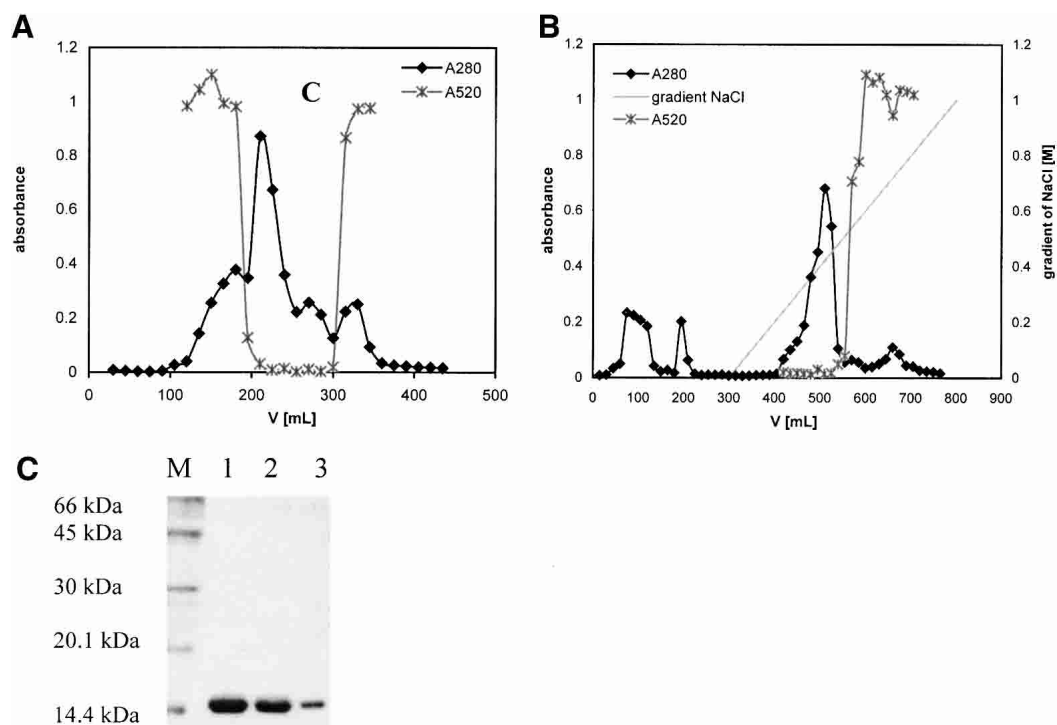 A
B
1.2
1
0.8
0.6
0.4
0.2
0
absorbance
0
100
200
300
400
500
V [mL]
A280
A520
C
1.2
1
0.8
0.6
0.4
0.2
0
absorbance
A280
gradient NaCl
A520
1.2
1
0.8
0.6
0.4
0.2
0
gradient of NaCl [M]
0
100
200
300
400
500
600
700
800
900
V [mL]
C
M 1 2 3
66 kDa
45 kDa
30 kDa
20.1 kDa
14.4 kDa